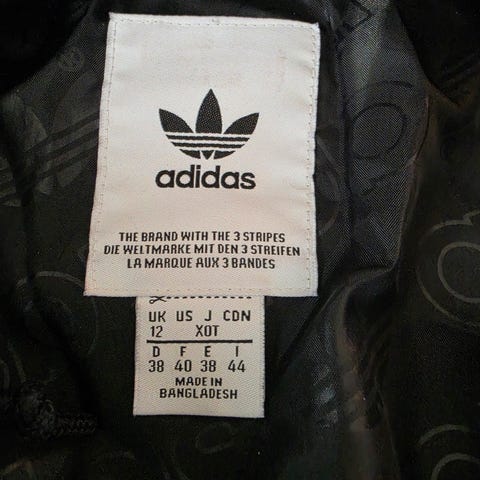 adidas
THE BRAND WITH THE 3 STRIPES
DIE WELTMARKE MIT DEN 3 STREIFEN
LA MARQUE AUX 3 BANDES
UK US J CDN
12 XOT
D F E I
38 40 38 44
MADE IN
BANGLADESH